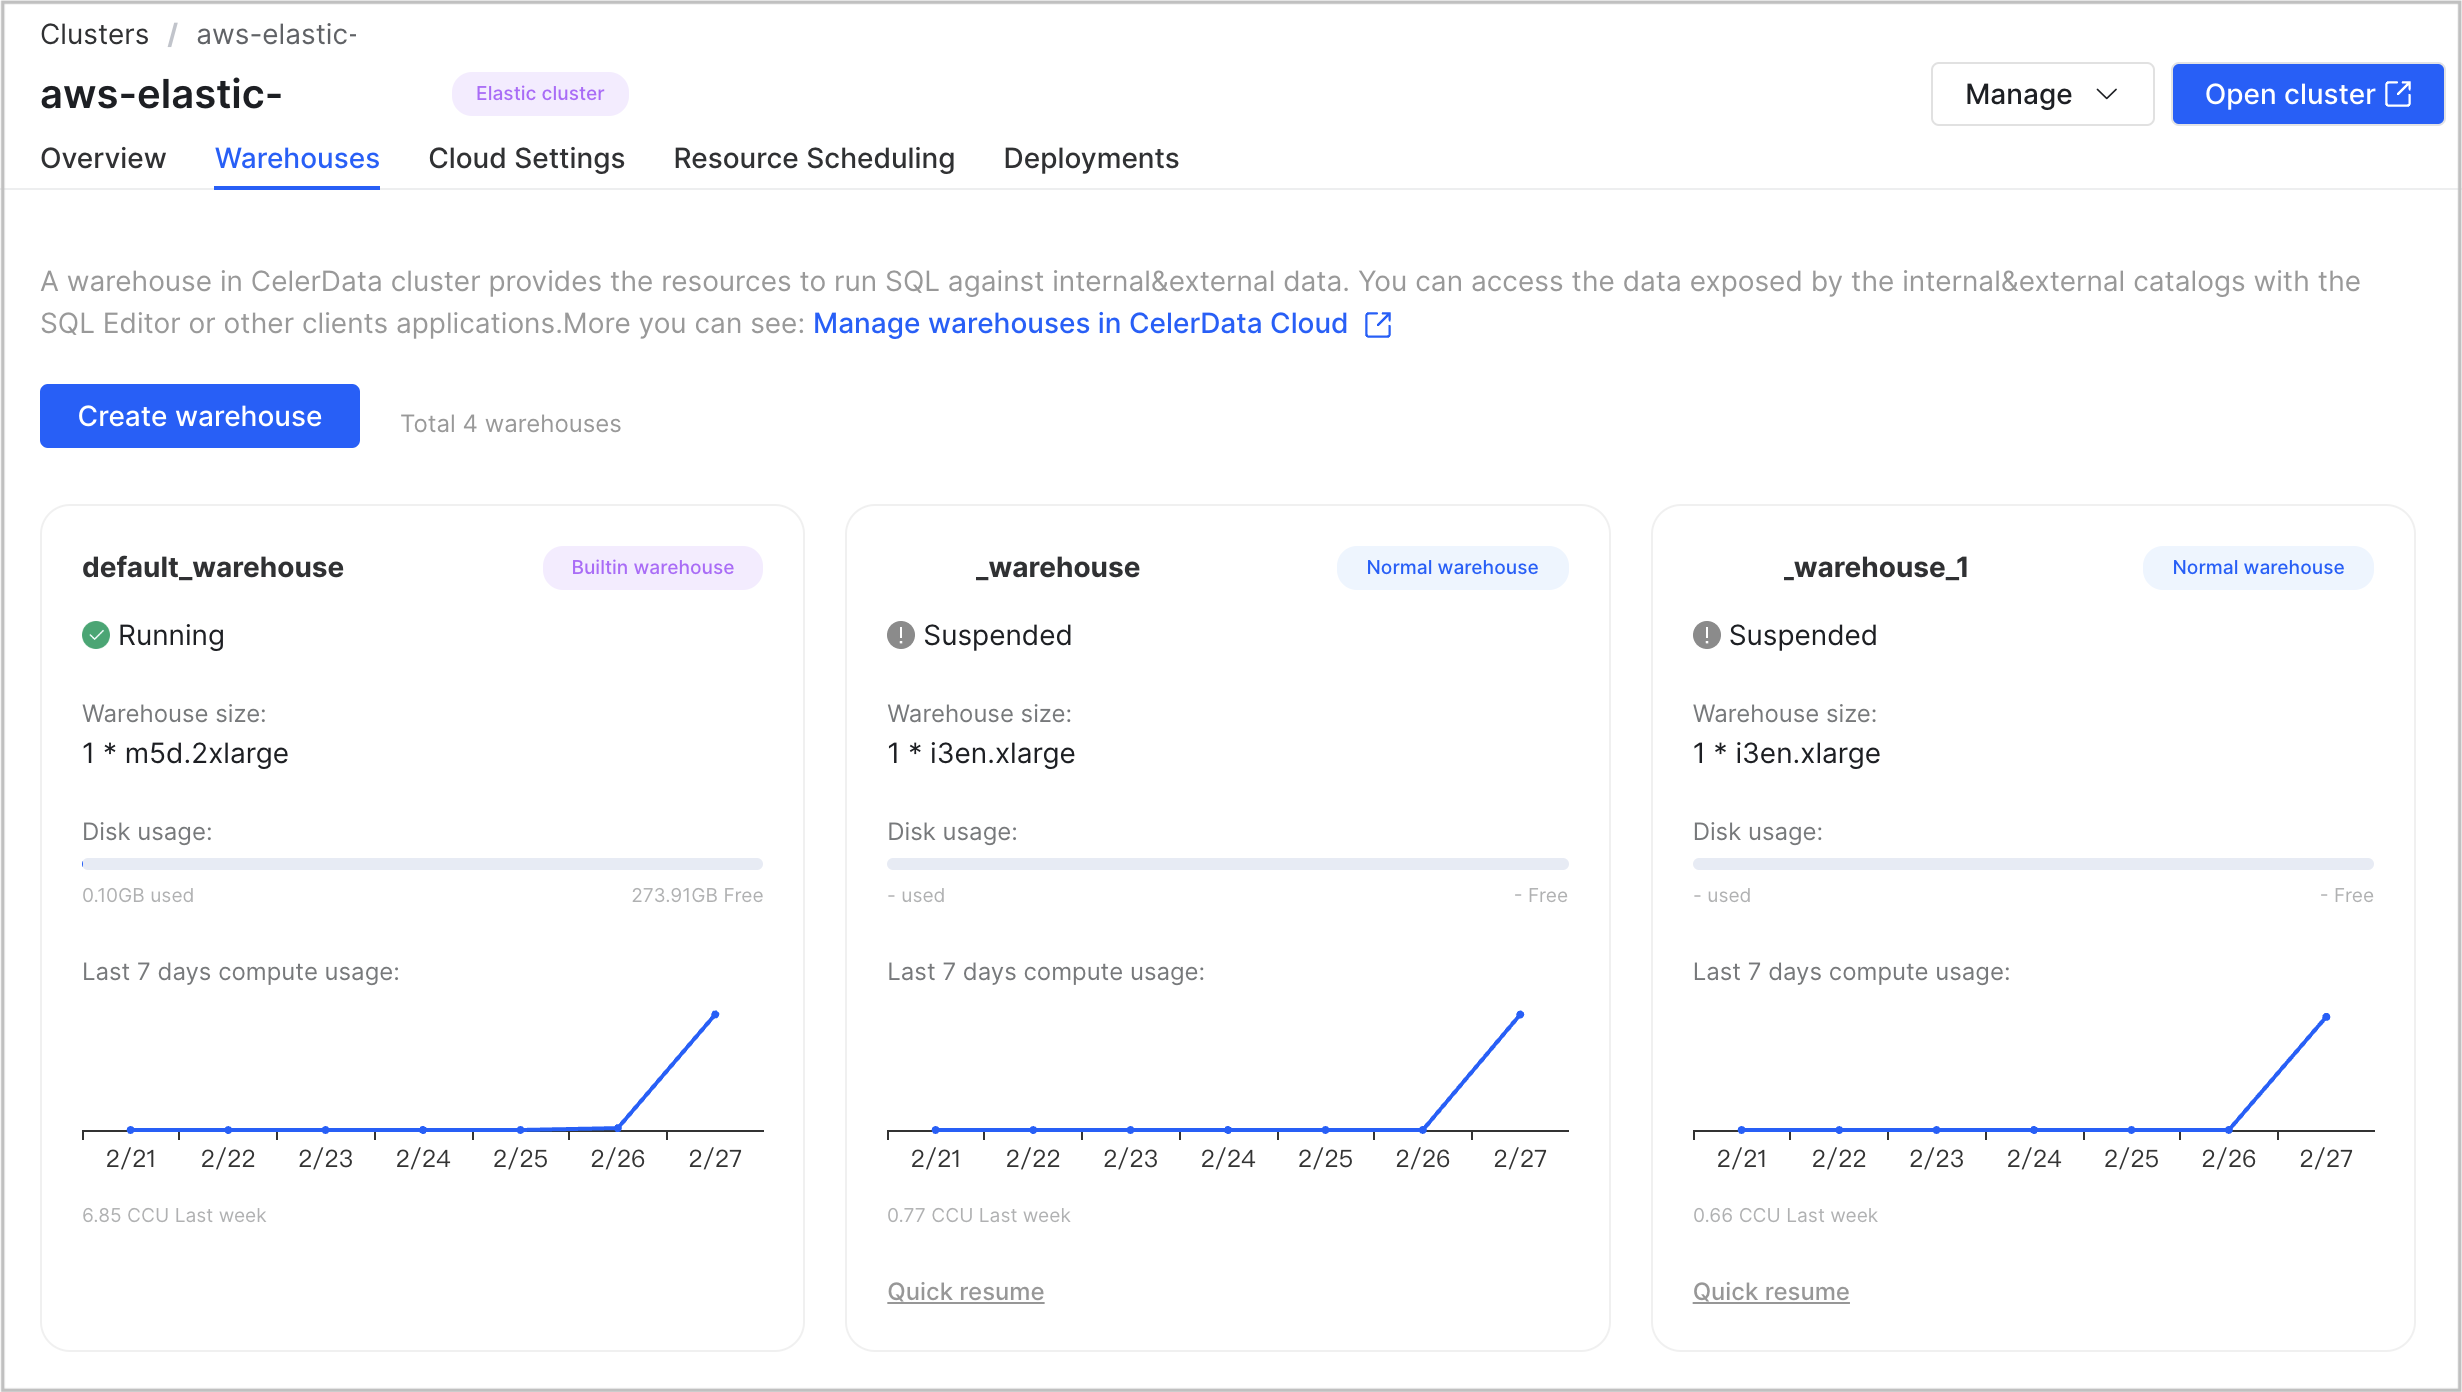 Clusters / aws-elastic-
aws-elastic- Elastic cluster Manage Open cluster
Overview Warehouses Cloud Settings Resource Scheduling Deployments
A warehouse in CelerData cluster provides the resources to run SQL against internal&external data. You can access the data exposed by the internal&external catalogs with the
SQL Editor or other clients applications.More you can see: Manage warehouses in CelerData Cloud
Create warehouse Total 4 warehouses
default_warehouse Builtin warehouse
Running
Warehouse size:
1 * m5d.2xlarge
Disk usage:
0.10GB used 273.91GB Free
Last 7 days compute usage:
2/21 2/22 2/23 2/24 2/25 2/26 2/27
6.85 CCU Last week
_warehouse Normal warehouse
Suspended
Warehouse size:
1 * i3en.xlarge
Disk usage:
- used - Free
Last 7 days compute usage:
2/21 2/22 2/23 2/24 2/25 2/26 2/27
0.77 CCU Last week
Quick resume
_warehouse_1 Normal warehouse
Suspended
Warehouse size:
1 * i3en.xlarge
Disk usage:
- used - Free
Last 7 days compute usage:
2/21 2/22 2/23 2/24 2/25 2/26 2/27
0.66 CCU Last week
Quick resume